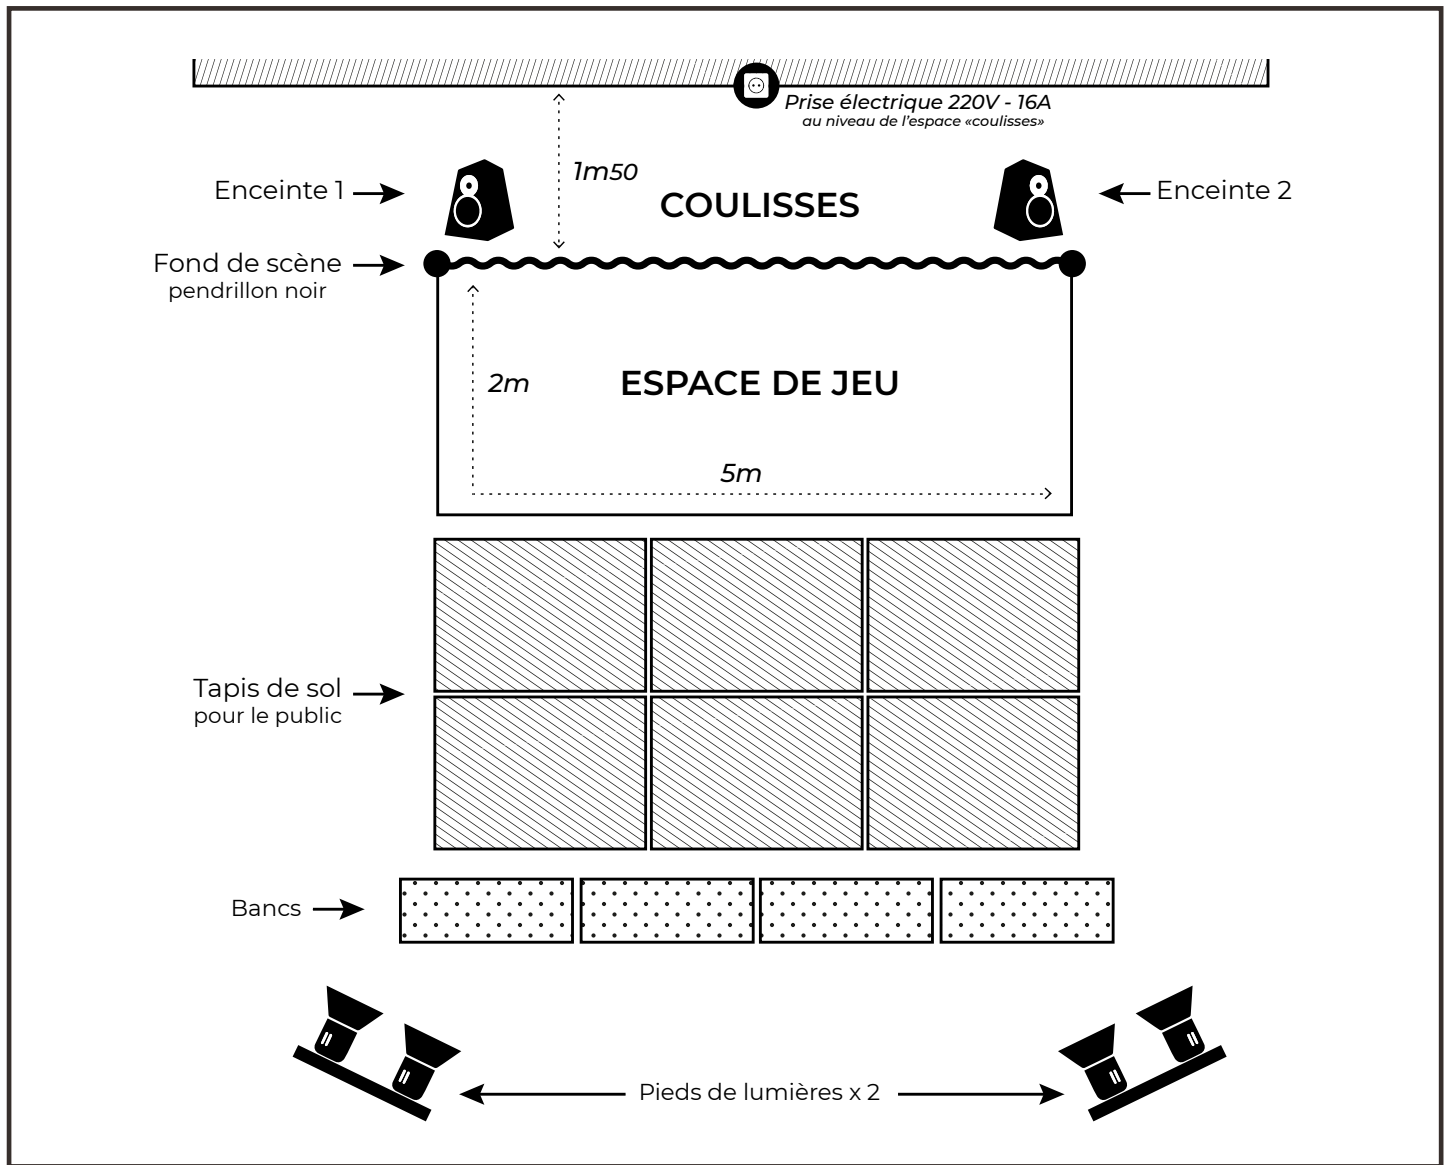 Prise électrique 220V - 16A
au niveau de l'espace «coulisses»
1m50
Enceinte 1
COULISSES
Enceinte 2
Fond de scène
pendrillon noir
2m
ESPACE DE JEU
5m
Tapis de sol
pour le public
Bancs
Pieds de lumières x 2